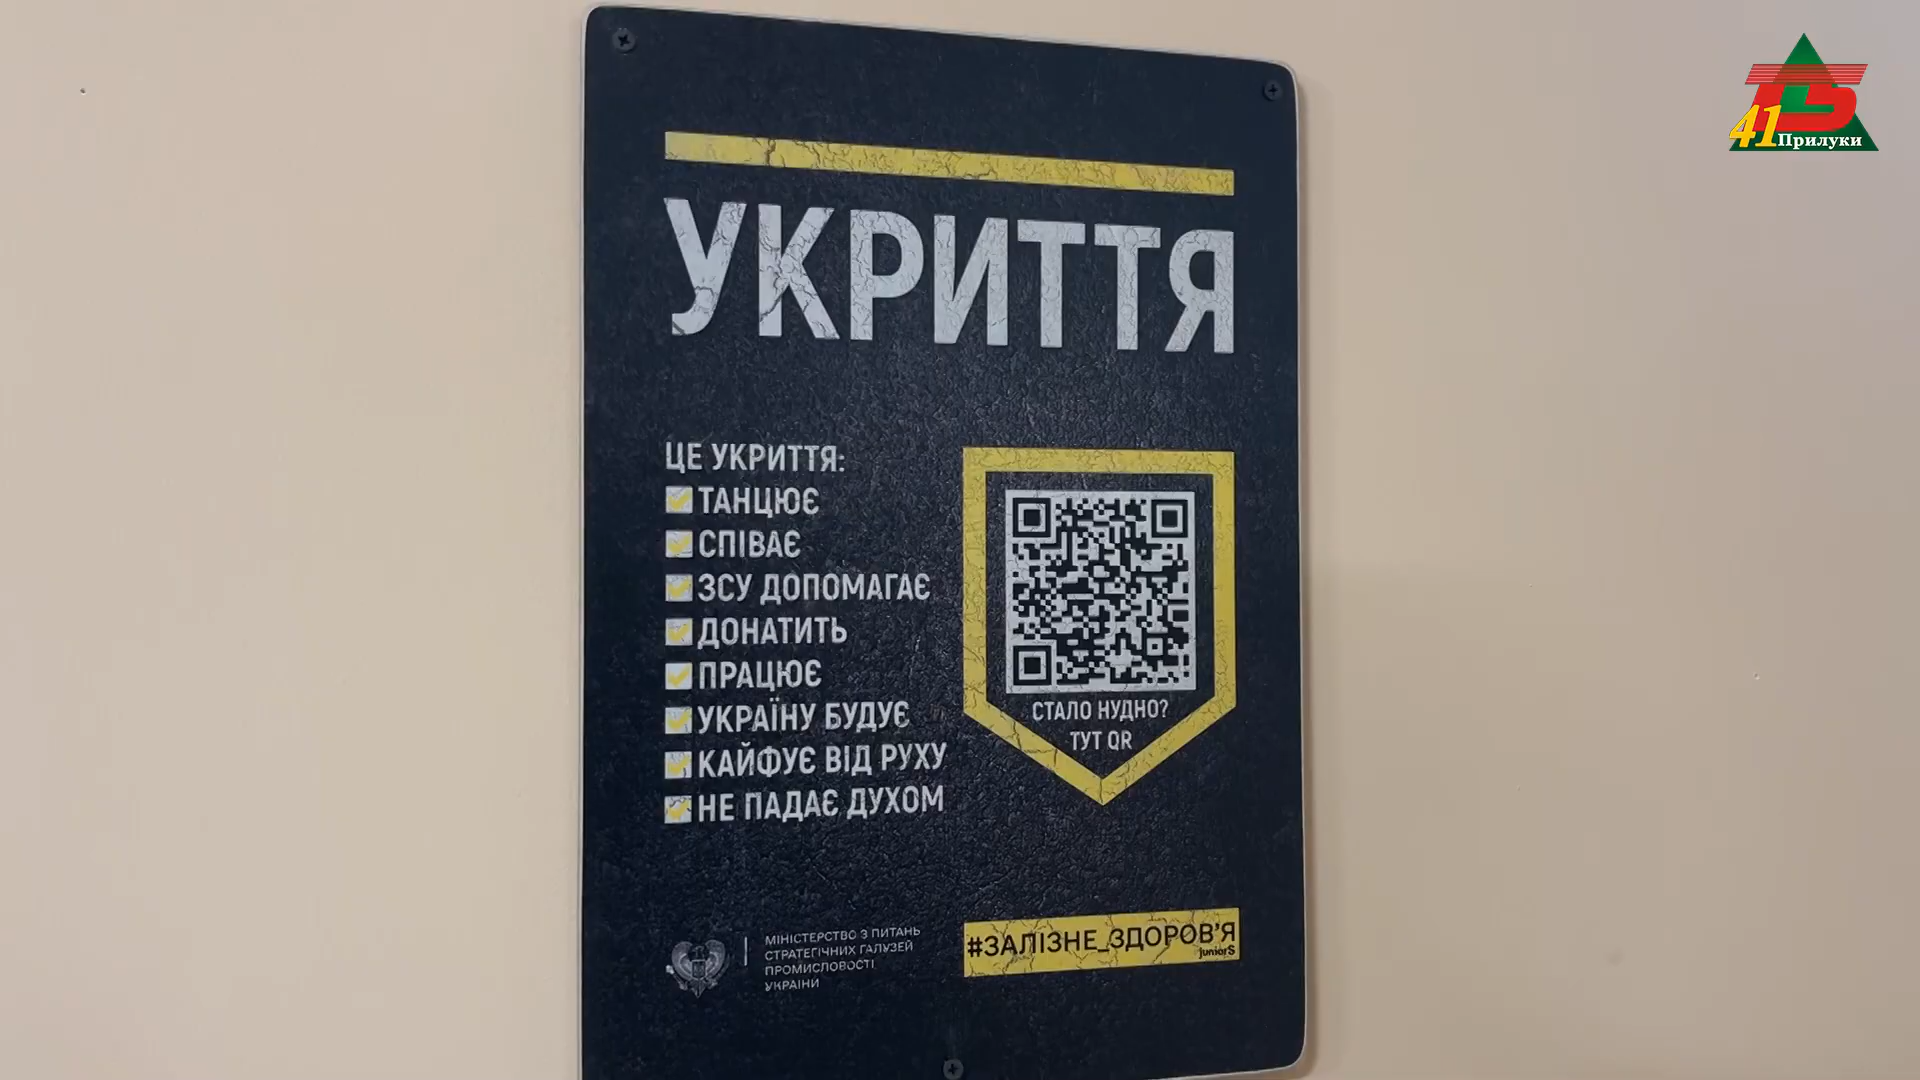 УКРИТТЯ
ЦЕ УКРИТТЯ:
ТАНЦЮЄ
СПІВАЄ
ЗСУ ДОПОМАГАЄ
ДОНАТИТЬ
ПРАЦЮЄ
УКРАЇНУ БУДУЄ
КАЙФУЄ ВІД РУХУ
НЕ ПАДАЄ ДУХОМ
СТАЛО НУДНО?
ТУТ QR
МІНІСТЕРСТВО З ПИТАНЬ
СТРАТЕГІЧНИХ ГАЛУЗЕЙ
ПРОМИСЛОВОСТІ
УКРАЇНИ
#ЗАЛІЗНЕ_ЗДОРОВ'Я
juniorS
41 Прилуки